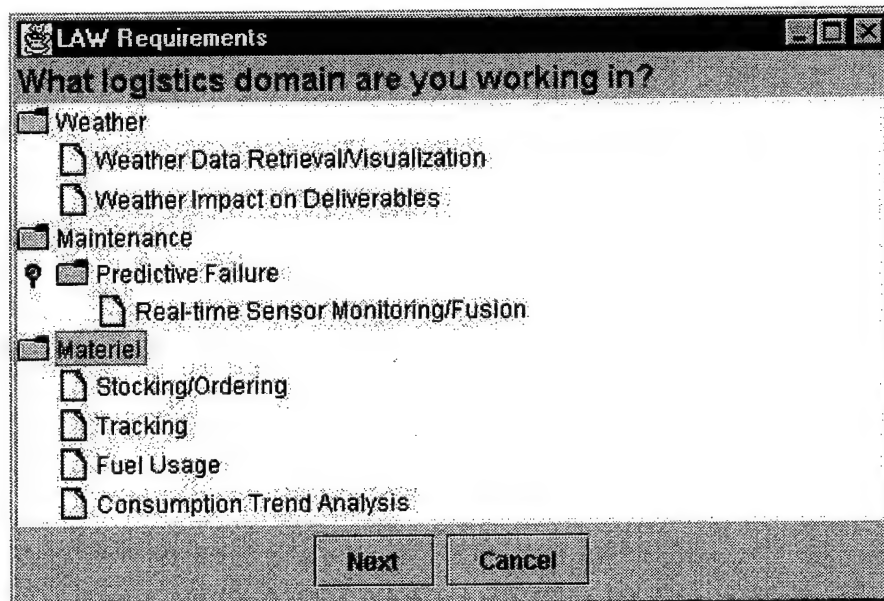 LAW Requirements
What logistics domain are you working in?
Weather
Weather Data Retrieval/Visualization
Weather Impact on Deliverables
Maintenance
Predictive Failure
Real-time Sensor Monitoring/Fusion
Materiel
Stocking/Ordering
Tracking
Fuel Usage
Consumption Trend Analysis
Next Cancel